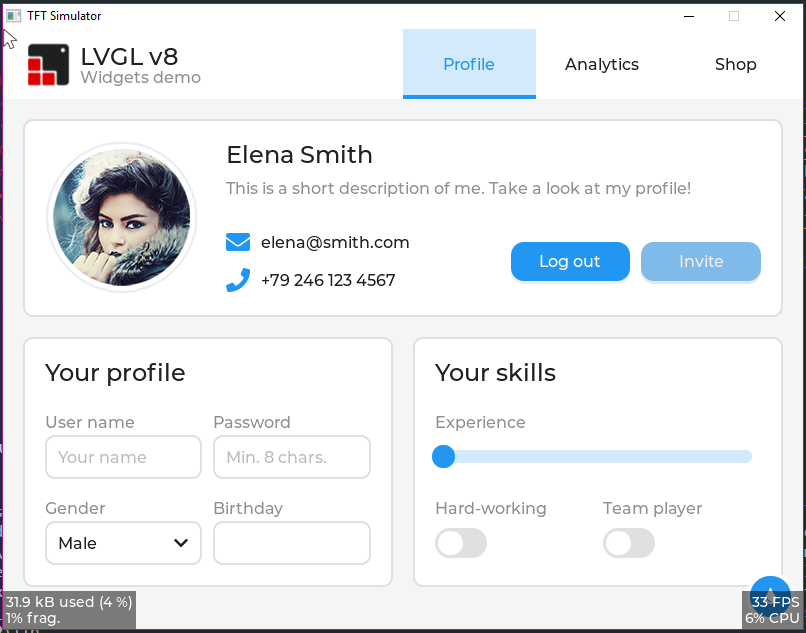 TFT Simulator
LVGL v8
Widgets demo
Profile
Analytics
Shop
Elena Smith
This is a short description of me. Take a look at my profile!
elena@smith.com
+79 246 123 4567
Log out
Invite
Your profile
User name
Password
Your name
Min. 8 chars.
Gender
Birthday
Male
Your skills
Experience
Hard-working
Team player
31.9 kB used (4 %)
1% frag.
33 FPS
6% CPU